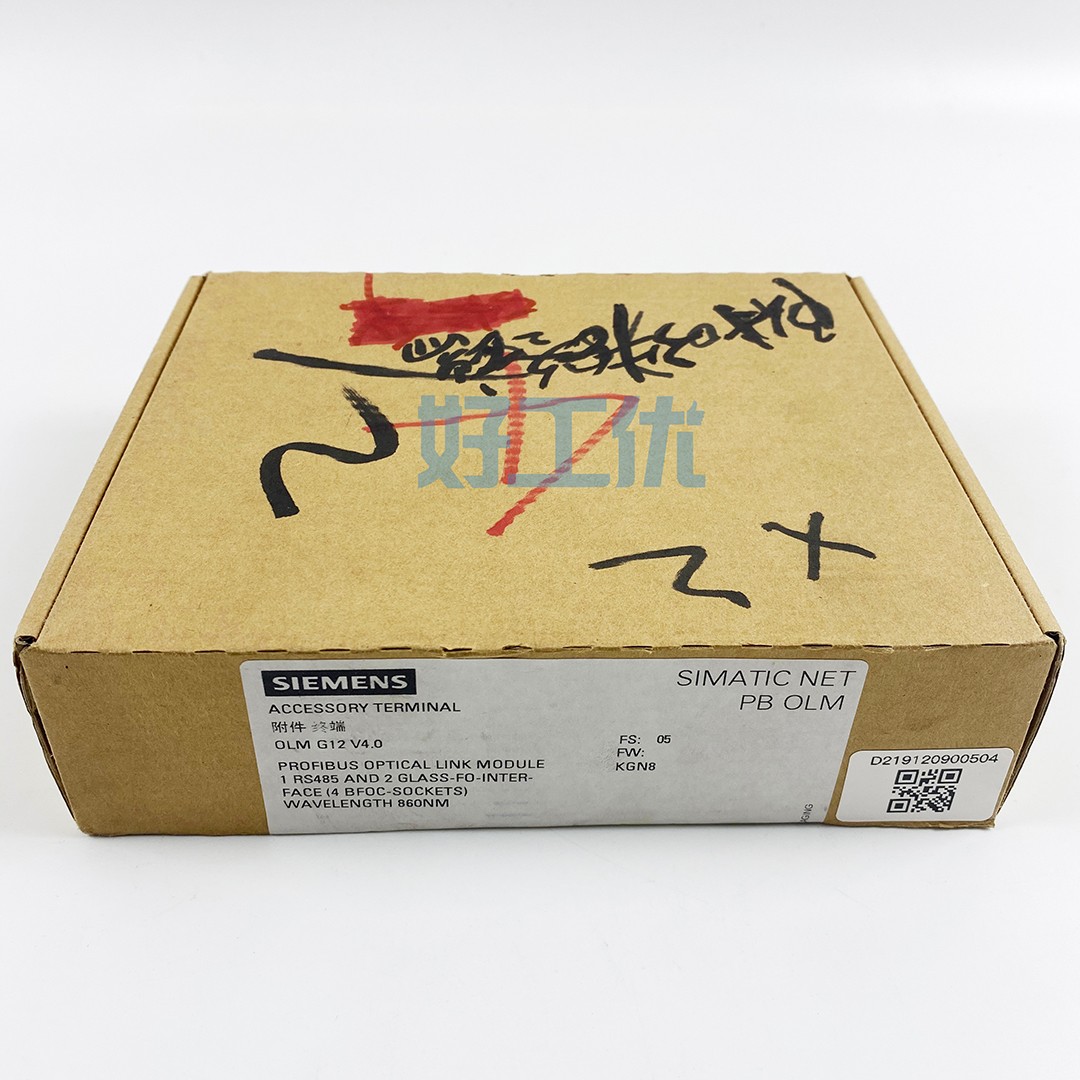 好工优
SIEMENS
SIMATIC NET
PB OLM
ACCESSORY TERMINAL
附件 终端
OLM G12 V4.0
FS: 05
FW:
KGN8
PROFIBUS OPTICAL LINK MODULE
1 RS485 AND 2 GLASS-FO-INTER-
FACE (4 BFOC-SOCKETS)
WAVELENGTH 860NM
D219120900504